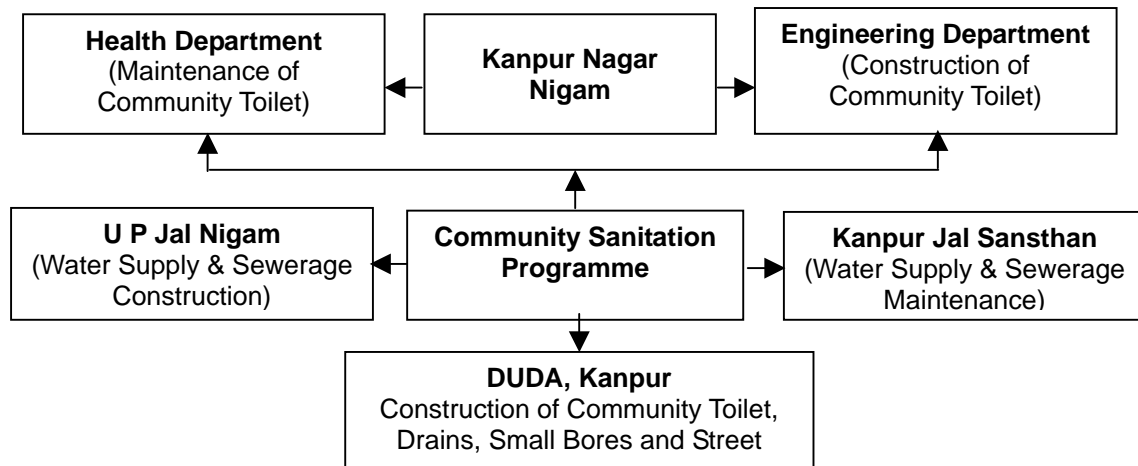 Health Department
(Maintenance of
Community Toilet)
Kanpur Nagar
Nigam
Engineering Department
(Construction of
Community Toilet)
U P Jal Nigam
(Water Supply & Sewerage
Construction)
Community Sanitation
Programme
Kanpur Jal Sansthan
(Water Supply & Sewerage
Maintenance)
DUDA, Kanpur
Construction of Community Toilet,
Drains, Small Bores and Street